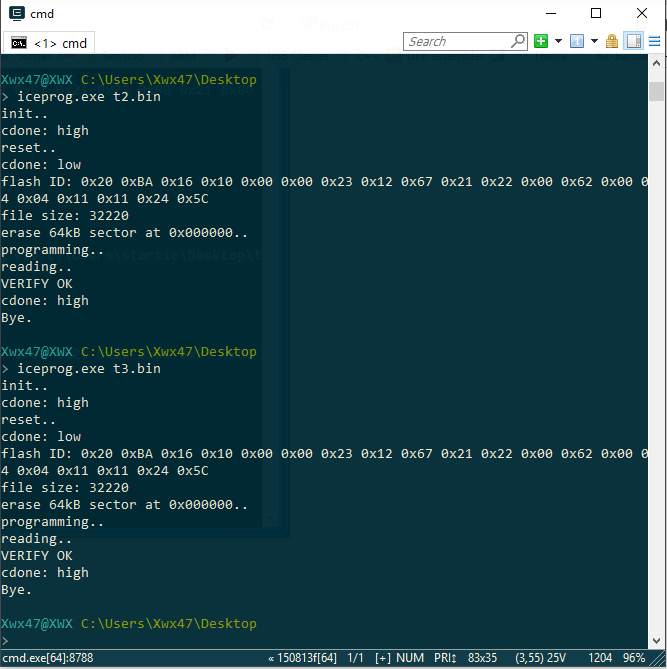 cmd
<1> cmd
Search
Xwx47@XWX C:\Users\Xwx47\Desktop
> iceprog.exe t2.bin
init..
cdone: high
reset..
cdone: low
flash ID: 0x20 0xBA 0x16 0x10 0x00 0x00 0x23 0x12 0x67 0x21 0x22 0x00 0x62 0x00 0
4 0x04 0x11 0x11 0x24 0x5C
file size: 32220
erase 64kB sector at 0x000000..
programming..
reading..
VERIFY OK
cdone: high
Bye.
Xwx47@XWX C:\Users\Xwx47\Desktop
> iceprog.exe t3.bin
init..
cdone: high
reset..
cdone: low
flash ID: 0x20 0xBA 0x16 0x10 0x00 0x00 0x23 0x12 0x67 0x21 0x22 0x00 0x62 0x00 0
4 0x04 0x11 0x11 0x24 0x5C
file size: 32220
erase 64kB sector at 0x000000..
programming..
reading..
VERIFY OK
cdone: high
Bye.
Xwx47@XWX C:\Users\Xwx47\Desktop
>
cmd.exe[64]:8788 « 150813f[64] 1/1 [+] NUM PRI‡ 83x35 (3,55) 25V 1204 96%